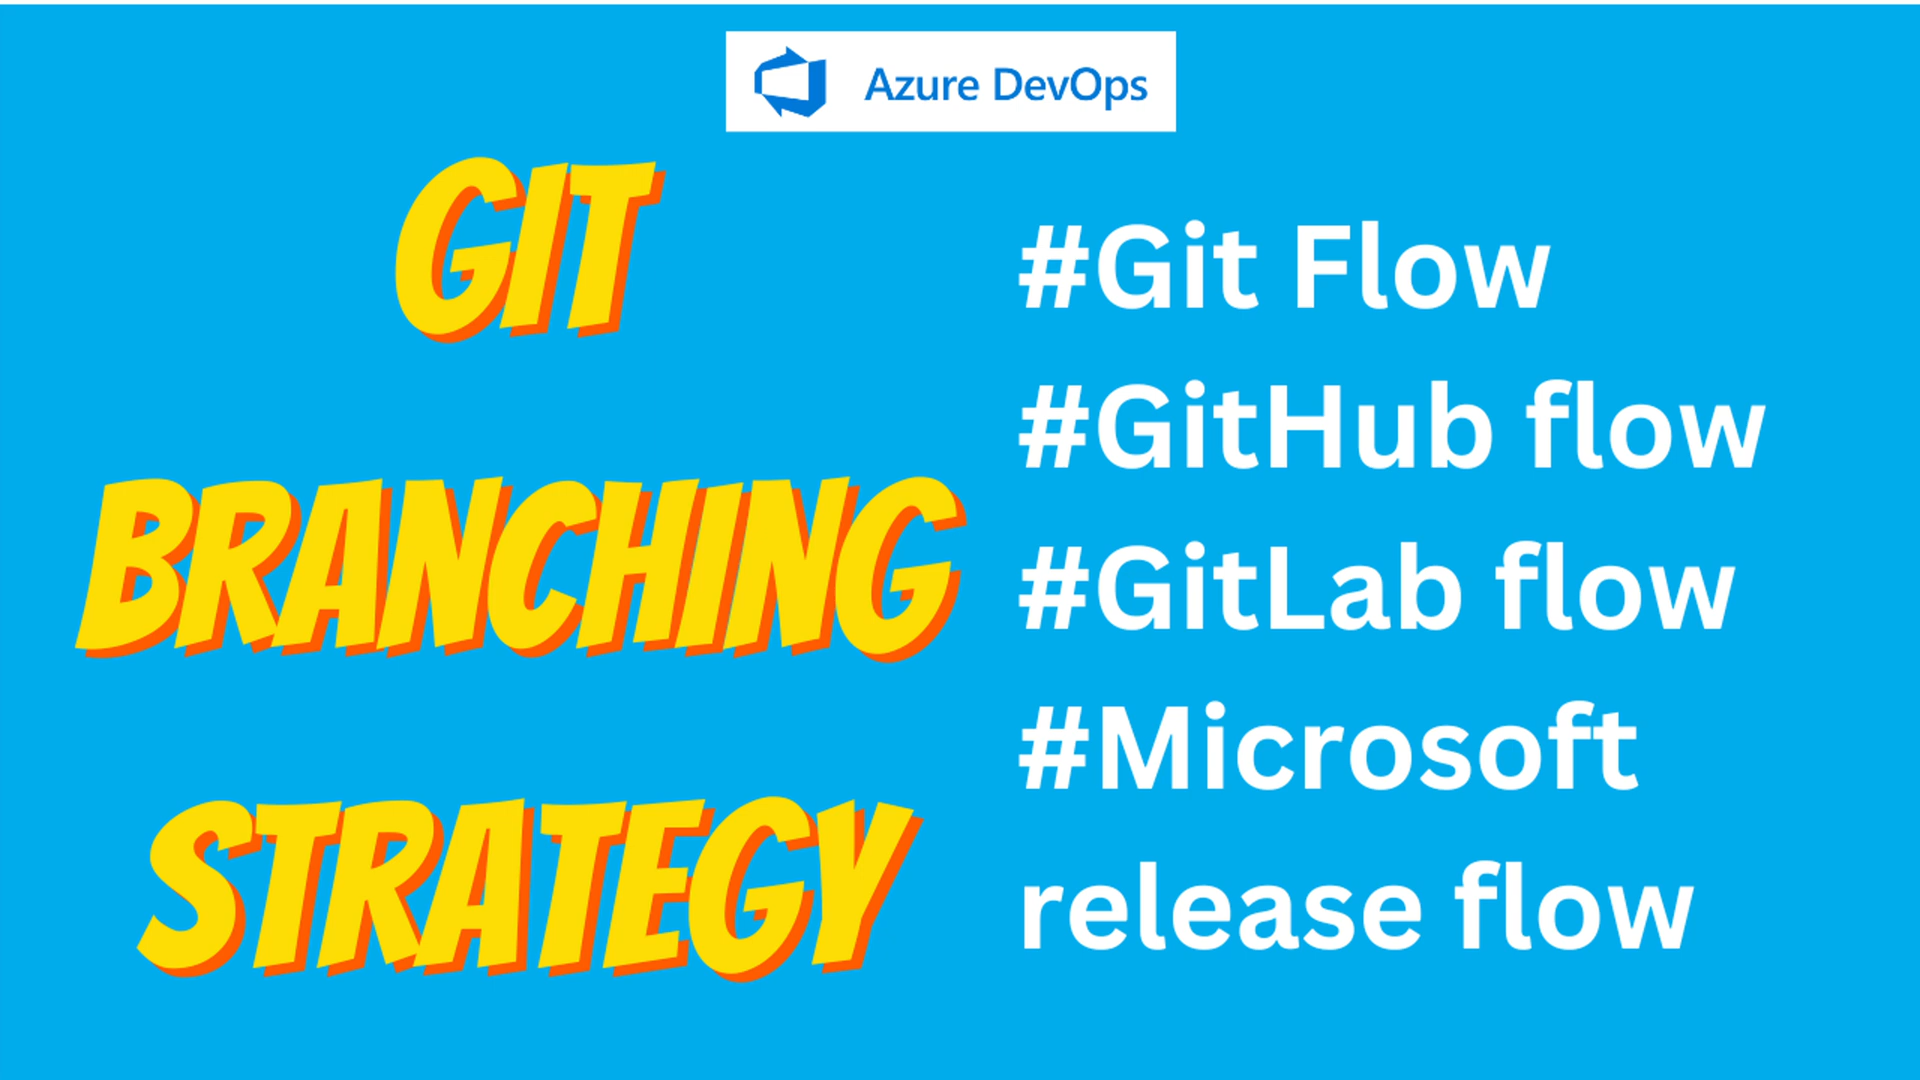 Azure DevOps
GIT
BRANCHING
STRATEGY
#Git Flow
#GitHub flow
#GitLab flow
#Microsoft
release flow